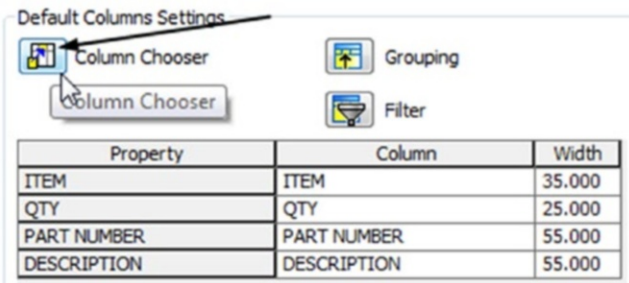 Default Columns Settings
Column Chooser
Grouping
Column Chooser
Filter
Property Column Width
ITEM ITEM 35.000
QTY QTY 25.000
PART NUMBER PART NUMBER 55.000
DESCRIPTION DESCRIPTION 55.000